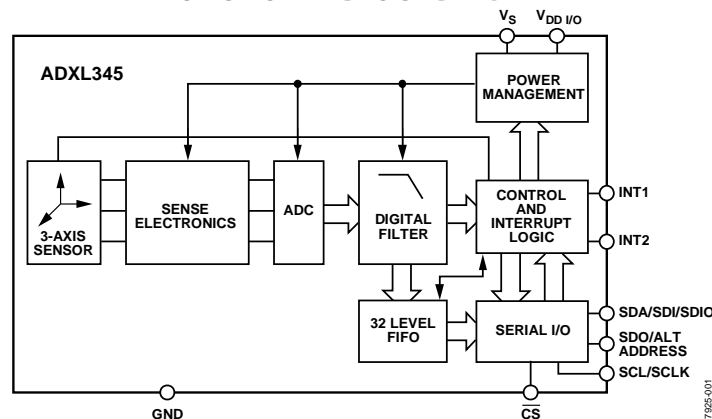 VS
VDD I/O
ADXL345
POWER
MANAGEMENT
3-AXIS
SENSOR
SENSE
ELECTRONICS
ADC
DIGITAL
FILTER
CONTROL
AND
INTERRUPT
LOGIC
INT1
INT2
32 LEVEL
FIFO
SERIAL I/O
SDA/SDI/SDIO
SDO/ALT
ADDRESS
SCL/SCLK
GND
CS
7925-001